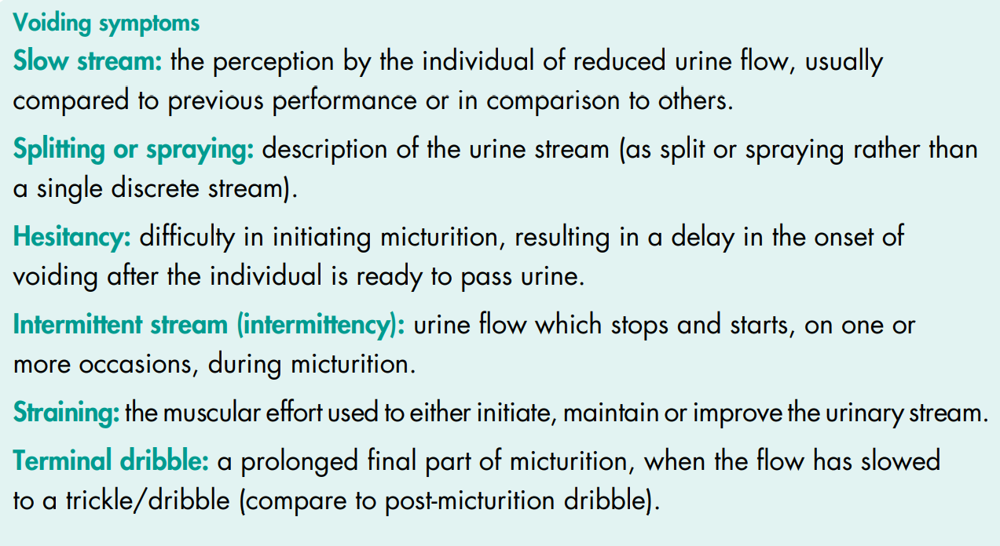 Voiding symptoms
Slow stream: the perception by the individual of reduced urine flow, usually
compared to previous performance or in comparison to others.
Splitting or spraying: description of the urine stream (as split or spraying rather than
a single discrete stream).
Hesitancy: difficulty in initiating micturition, resulting in a delay in the onset of
voiding after the individual is ready to pass urine.
Intermittent stream (intermittency): urine flow which stops and starts, on one or
more occasions, during micturition.
Straining: the muscular effort used to either initiate, maintain or improve the urinary stream.
Terminal dribble: a prolonged final part of micturition, when the flow has slowed
to a trickle/dribble (compare to post-micturition dribble).